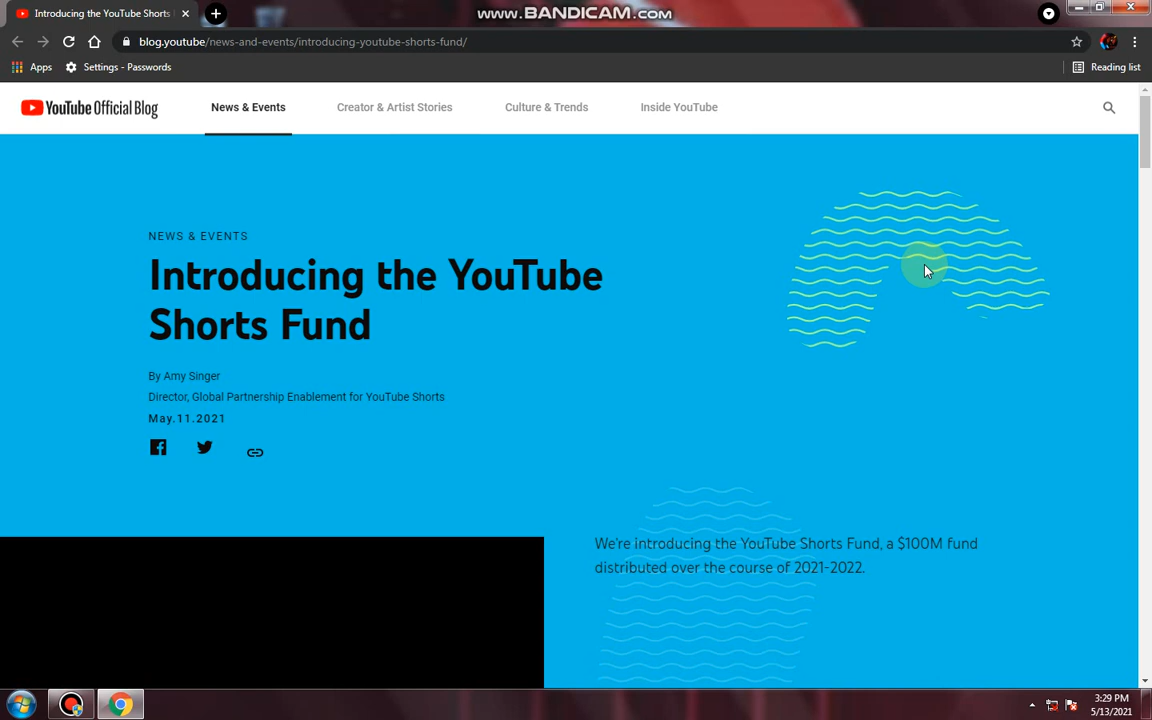 Introducing the YouTube Shorts
www.BANDICAM.com
blog.youtube/news-and-events/introducing-youtube-shorts-fund/
Apps
Settings - Passwords
Reading list
YouTube Official Blog
News & Events
Creator & Artist Stories
Culture & Trends
Inside YouTube
NEWS & EVENTS
Introducing the YouTube
Shorts Fund
By Amy Singer
Director, Global Partnership Enablement for YouTube Shorts
May.11.2021
We're introducing the YouTube Shorts Fund, a $100M fund
distributed over the course of 2021-2022.
3:29 PM
5/13/2021